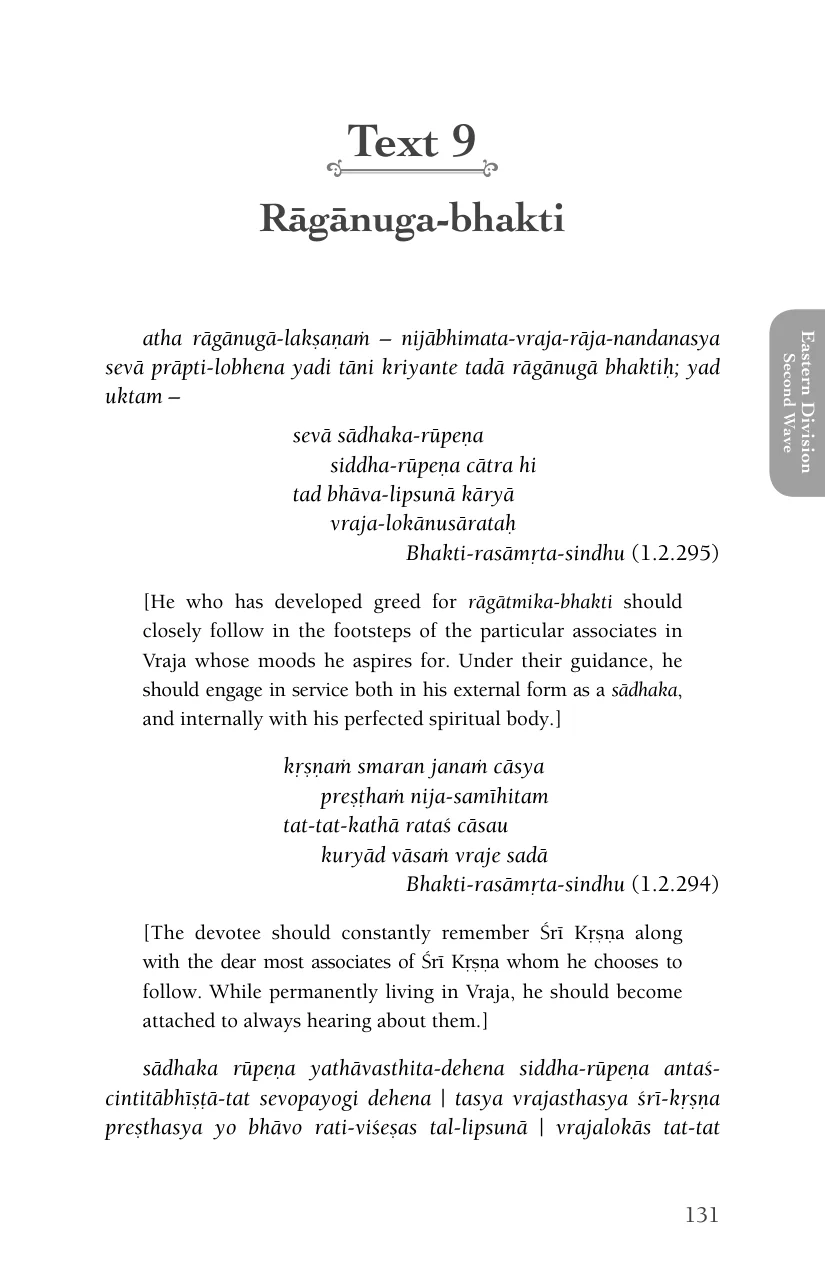 Text 9
Rāgānuga-bhakti
atha rāgānugā-lakṣaṇaṁ – nijābhimata-vraja-rāja-nandanasya
sevā prāpti-lobhena yadi tāni kriyante tadā rāgānugā bhaktiḥ; yad
uktam –
sevā sādhaka-rūpeṇa
siddha-rūpeṇa cātra hi
tad bhāva-lipsunā kāryā
vraja-lokānusārataḥ
Bhakti-rasāmṛta-sindhu (1.2.295)
[He who has developed greed for rāgātmika-bhakti should
closely follow in the footsteps of the particular associates in
Vraja whose moods he aspires for. Under their guidance, he
should engage in service both in his external form as a sādhaka,
and internally with his perfected spiritual body.]
kṛṣṇaṁ smaran janaṁ cāsya
preṣṭhaṁ nija-samīhitam
tat-tat-kathā rataś cāsau
kuryād vāsaṁ vraje sadā
Bhakti-rasāmṛta-sindhu (1.2.294)
[The devotee should constantly remember Śrī Kṛṣṇa along
with the dear most associates of Śrī Kṛṣṇa whom he chooses to
follow. While permanently living in Vraja, he should become
attached to always hearing about them.]
sādhaka rūpeṇa yathāvasthita-dehena siddha-rūpeṇa antaś-
cintitābhīṣṭā-tat sevopayogi dehena | tasya vrajasthasya śrī-kṛṣṇa
preṣthasya yo bhāvo rati-viśeṣas tal-lipsunā | vrajalokās tat-tat
Eastern Division
Second Wave
131